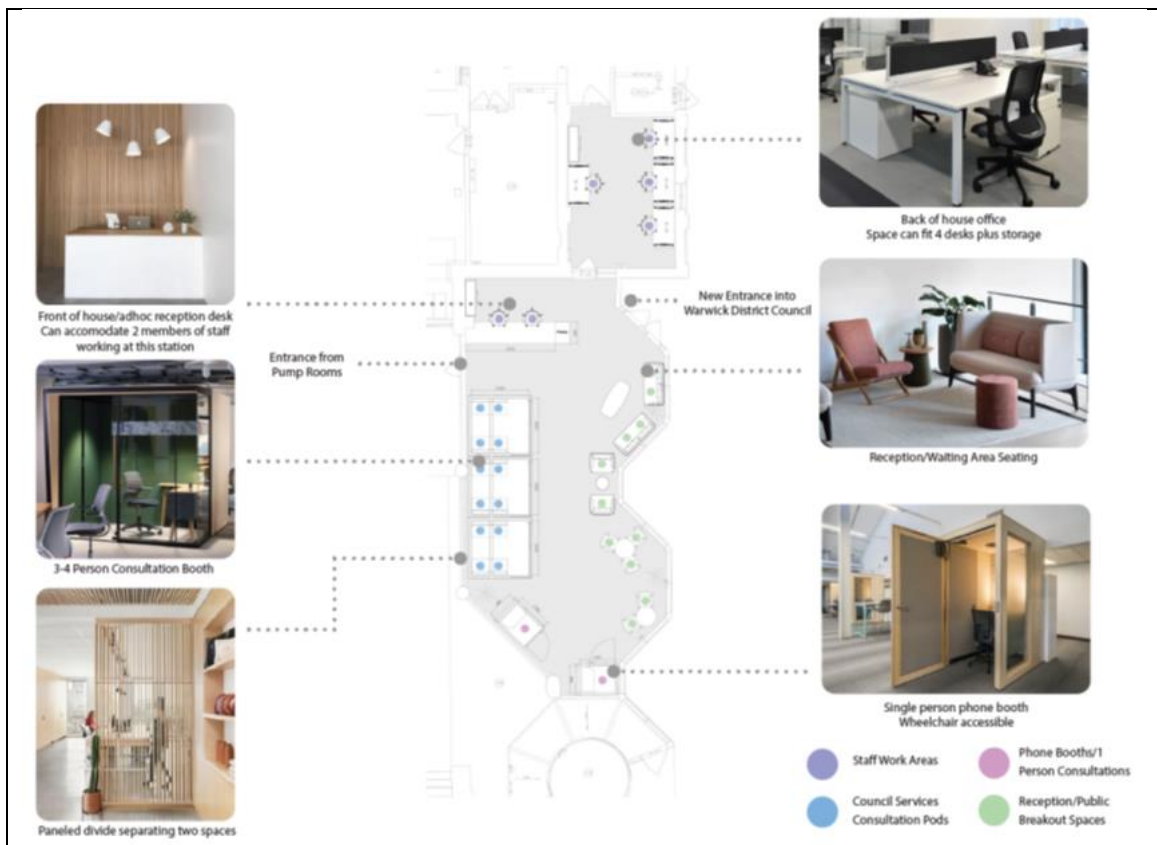 Front of house/adhoc reception desk
Can accomodate 2 members of staff
working at this station
3-4 Person Consultation Booth
Paneled divide separating two spaces
Entrance from
Pump Rooms
New Entrance into
Warwick District Council
Back of house office
Space can fit 4 desks plus storage
Reception/Waiting Area Seating
Single person phone booth
Wheelchair accessible
Staff Work Areas
Phone Booths/1
Person Consultations
Council Services
Consultation Pods
Reception/Public
Breakout Spaces